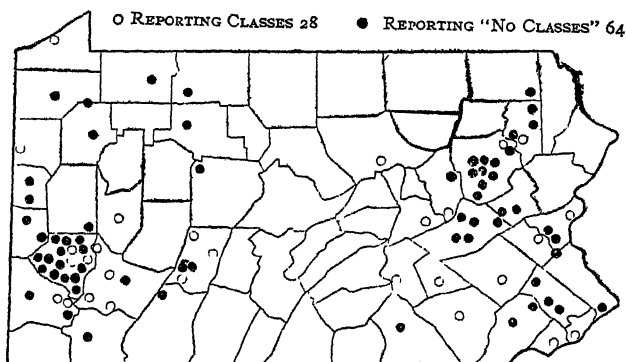 ○ REPORTING CLASSES 28 ● REPORTING "NO CLASSES" 64